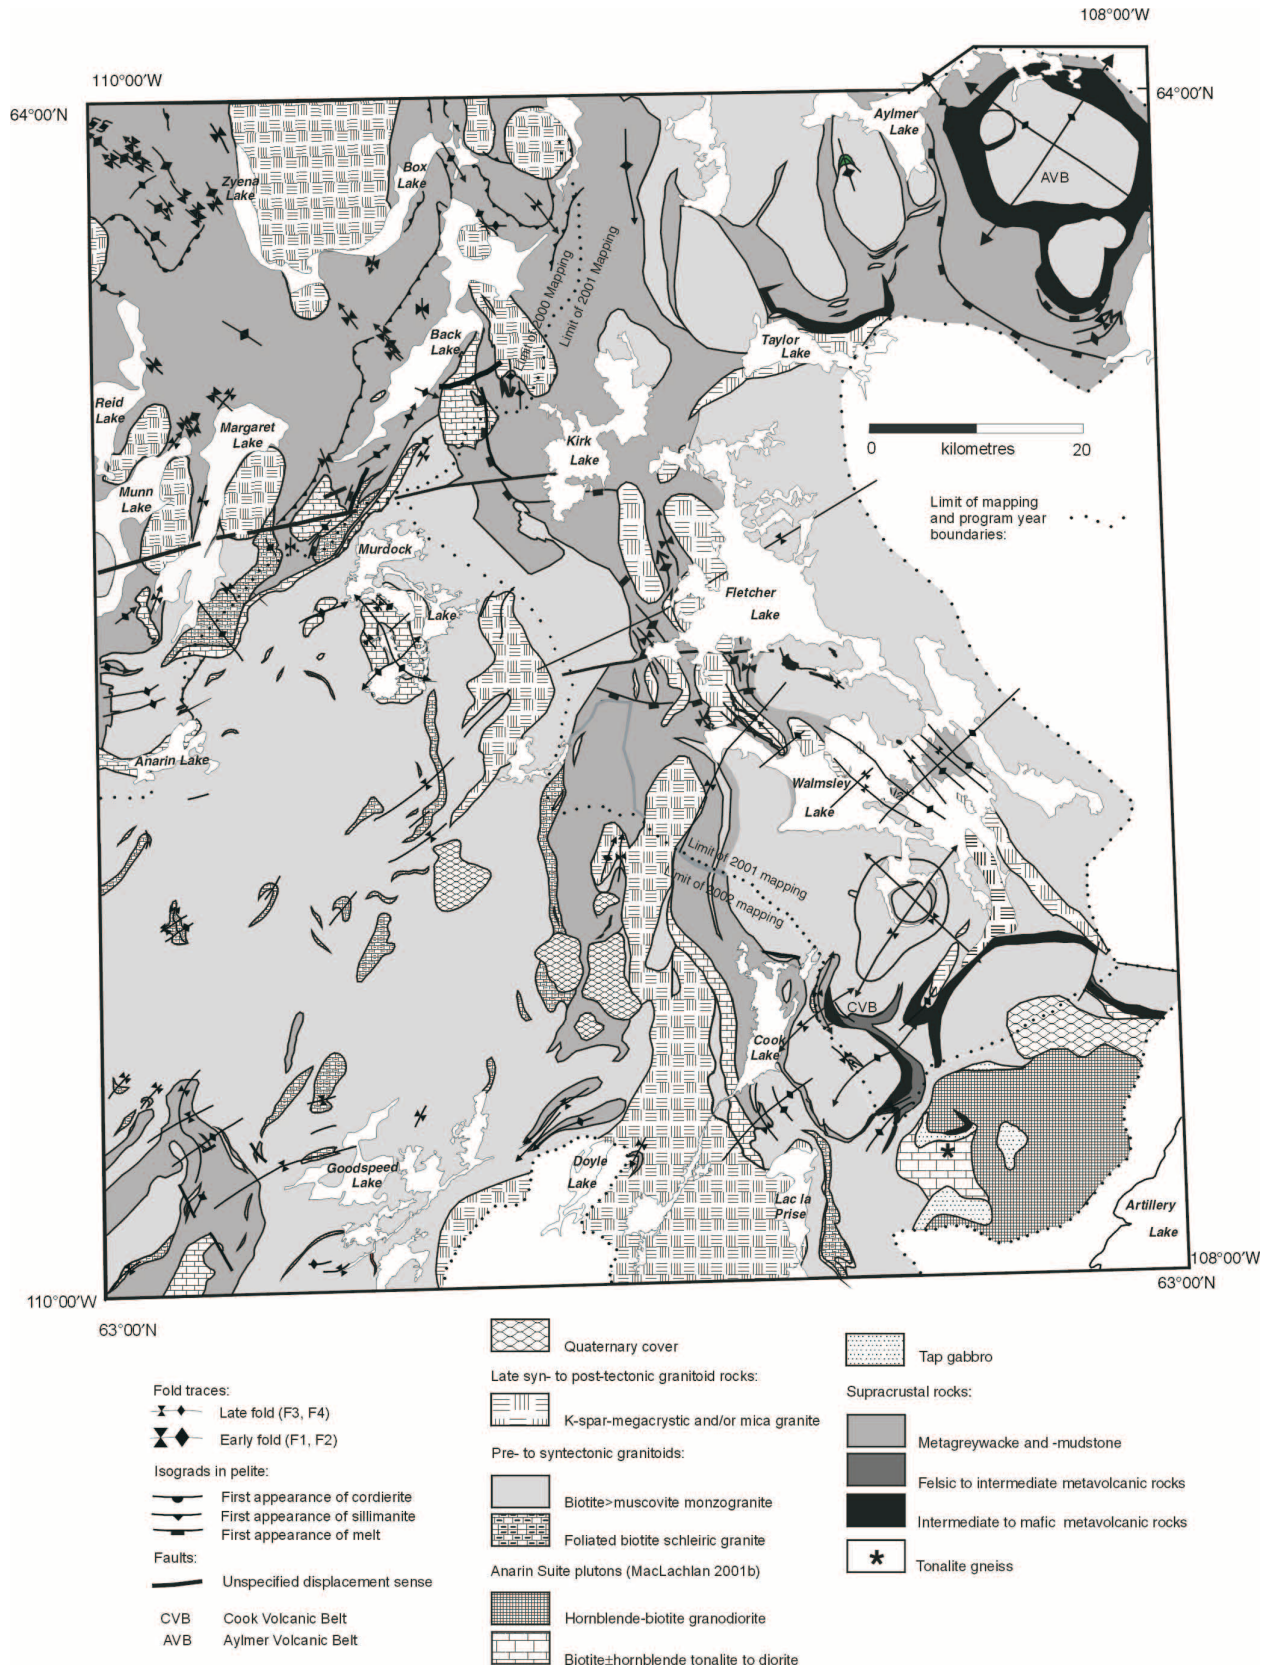 108°00′W
110°00′W
64°00′N
64°00′N
Aylmer
Lake
Box
Lake
Zyena
Lake
AVB
Limit of 2000 Mapping
Limit of 2001 Mapping
Back
Lake
Taylor
Lake
Reid
Lake
Margaret
Lake
Kirk
Lake
0
kilometres
20
Munn
Lake
Limit of mapping
and program year
boundaries:
Murdock
Lake
Fletcher
Lake
Anarin Lake
Walmsley
Lake
Limit of 2001 mapping
Limit of 2002 mapping
CVB
Cook
Lake
Goodspeed
Lake
Doyle
Lake
Lac la
Prise
Artillery
Lake
108°00′W
63°00′N
110°00′W
63°00′N
Fold traces:
Late fold (F3, F4)
Early fold (F1, F2)
Isograds in pelite:
First appearance of cordierite
First appearance of sillimanite
First appearance of melt
Faults:
Unspecified displacement sense
CVB Cook Volcanic Belt
AVB Aylmer Volcanic Belt
Quaternary cover
Late syn- to post-tectonic granitoid rocks:
K-spar-megacrystic and/or mica granite
Pre- to syntectonic granitoids:
Biotite>muscovite monzogranite
Foliated biotite schleiric granite
Anarin Suite plutons (MacLachlan 2001b)
Hornblende-biotite granodiorite
Biotite±hornblende tonalite to diorite
Tap gabbro
Supracrustal rocks:
Metagreywacke and -mudstone
Felsic to intermediate metavolcanic rocks
Intermediate to mafic metavolcanic rocks
* Tonalite gneiss